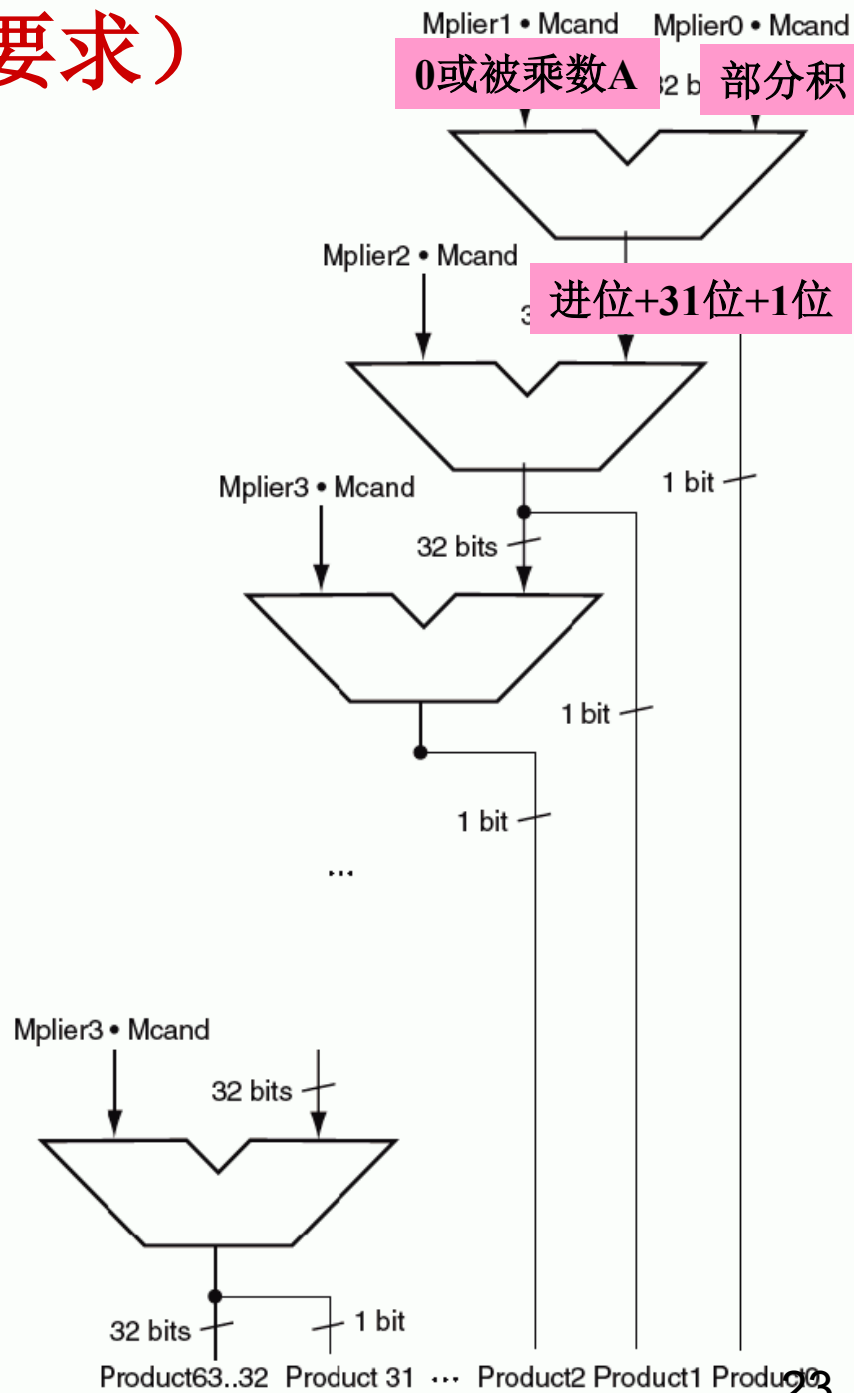 要求）
Mplier1 • Mcand Mplier0 • Mcand
0或被乘数A 32 b 部分积
Mplier2 • Mcand
进位+31位+1位
1 bit
Mplier3 • Mcand
32 bits
1 bit
1 bit
...
Mplier3 • Mcand
32 bits
32 bits 1 bit
Product63..32 Product 31 ... Product2 Product1 Product0
23